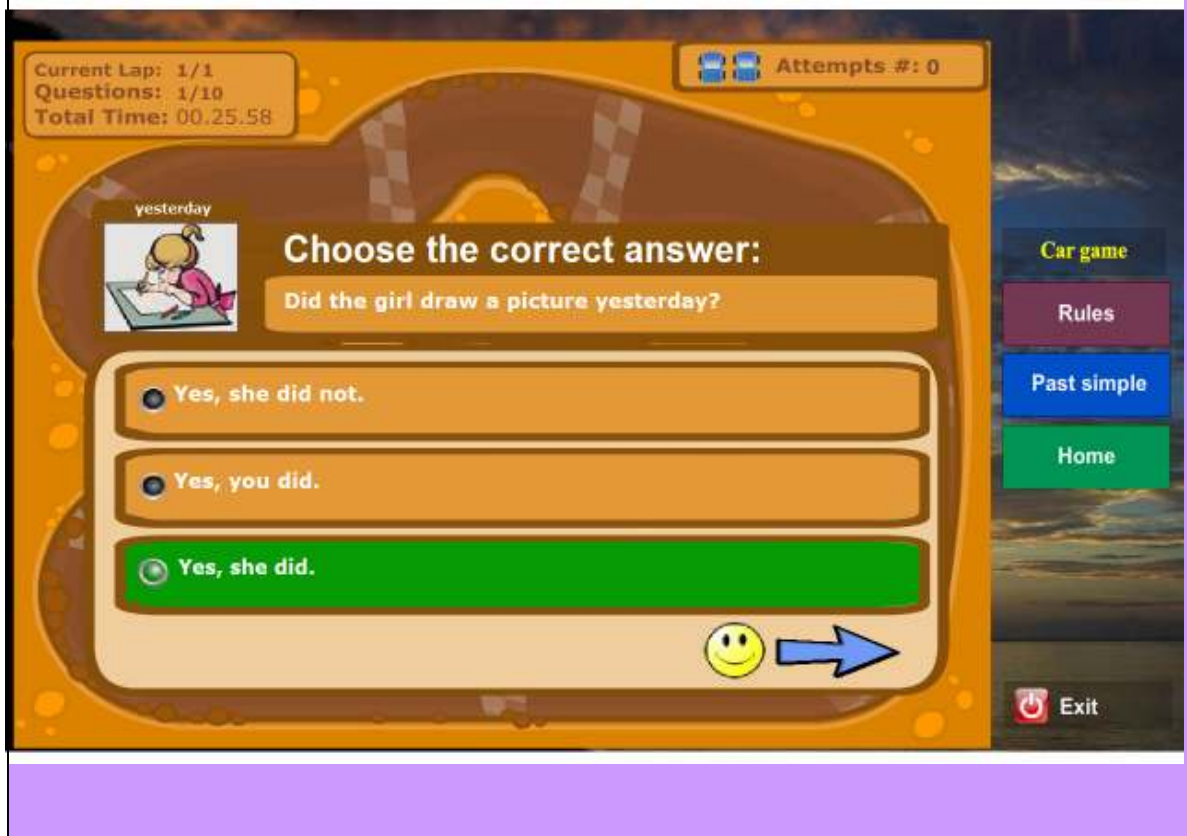 Current Lap: 1/1
Questions: 1/10
Total Time: 00.25.58
Attempts #: 0
yesterday
Choose the correct answer:
Did the girl draw a picture yesterday?
Yes, she did not.
Yes, you did.
Yes, she did.
Car game
Rules
Past simple
Home
Exit